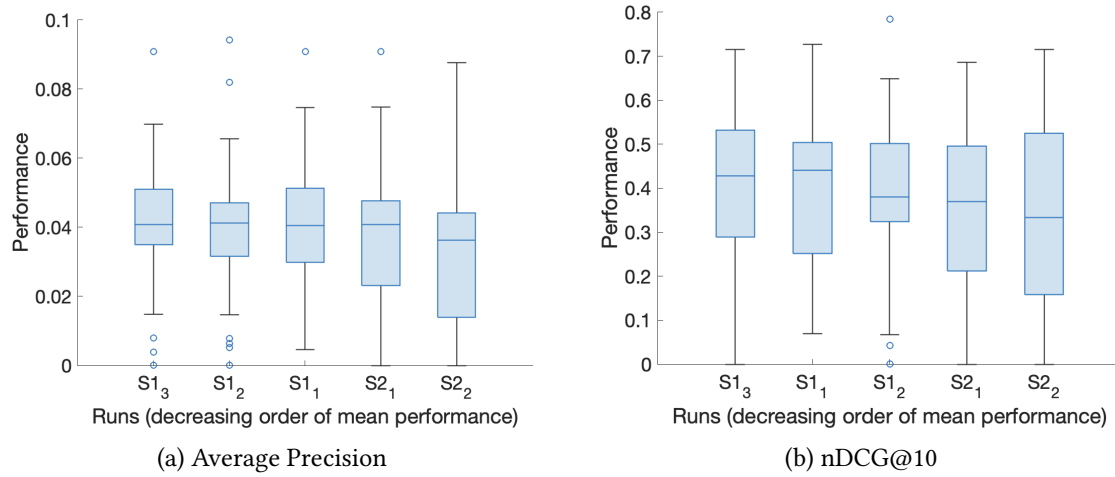 0.1
0.08
0.06
0.04
0.02
0
Performance
S1₃ S1₂ S1₁ S2₁ S2₂
Runs (decreasing order of mean performance)
(a) Average Precision
0.8
0.7
0.6
0.5
0.4
0.3
0.2
0.1
0
Performance
S1₃ S1₁ S1₂ S2₁ S2₂
Runs (decreasing order of mean performance)
(b) nDCG@10